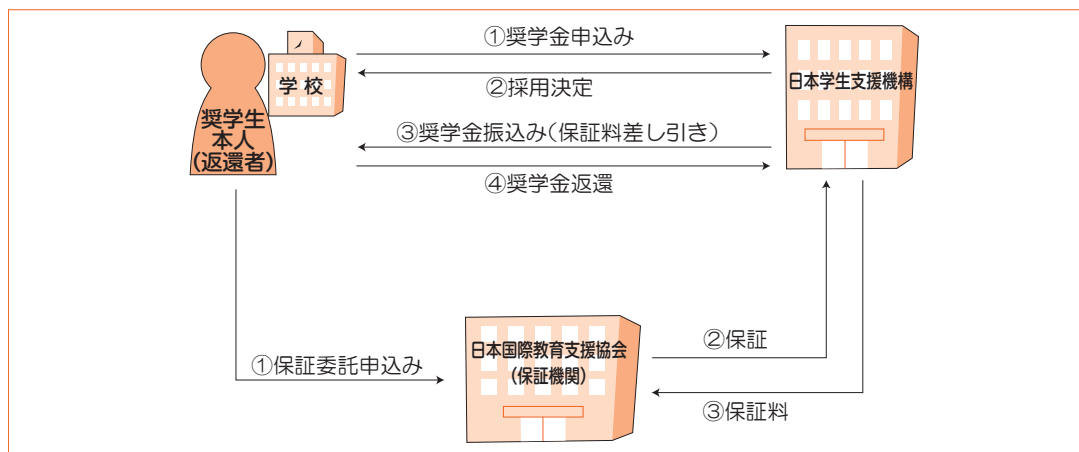 ①奨学金申込み
学校
②採用決定
日本学生支援機構
奨学生
本人
(返還者)
③奨学金振込み(保証料差し引き)
④奨学金返還
①保証委託申込み
日本国際教育支援協会
(保証機関)
②保証
③保証料